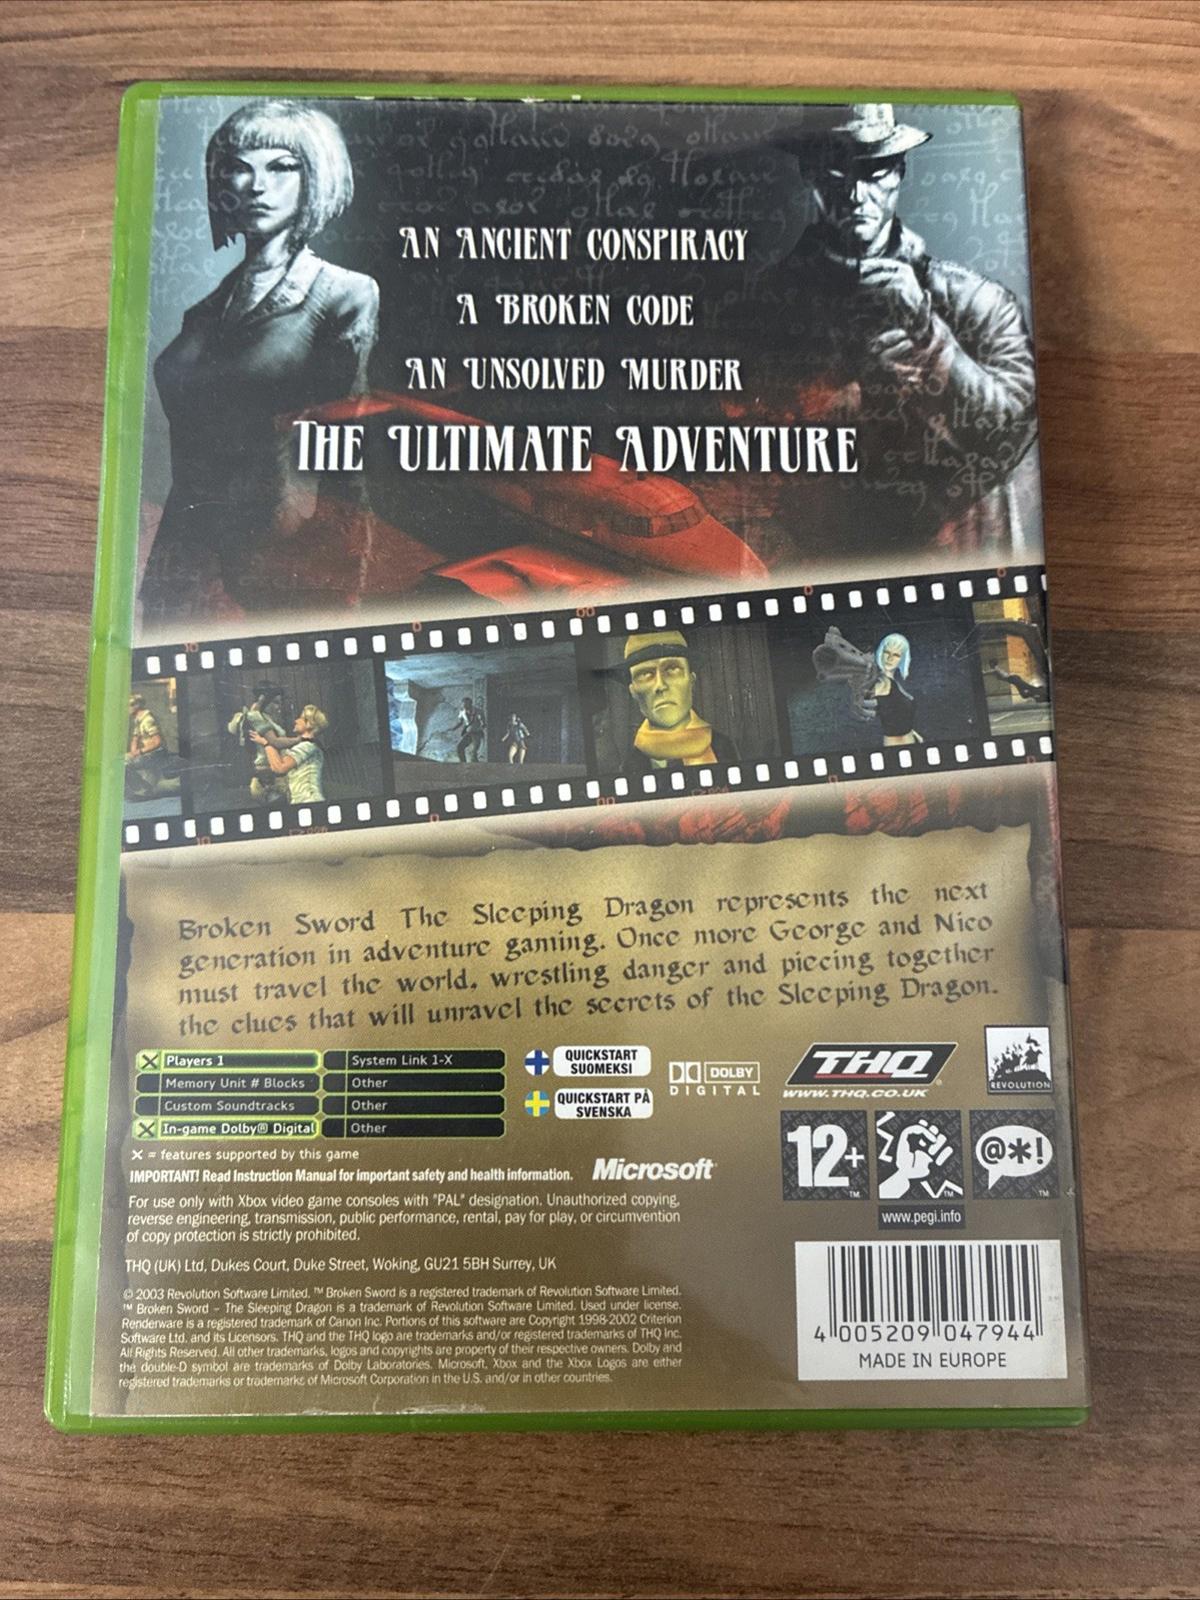 AN ANCIENT CONSPIRACY
A BROKEN CODE
AN UNSOLVED MURDER
THE ULTIMATE ADVENTURE
Broken Sword The Sleeping Dragon represents the next
generation in adventure gaming. Once more George and Nico
must travel the world, wrestling danger and piecing together
the clues that will unravel the secrets of the Sleeping Dragon.
Players 1
System Link 1-X
Memory Unit # Blocks
Other
Custom Soundtracks
Other
In-game Dolby® Digital
Other
X = features supported by this game
QUICKSTART
SUOMEKSI
QUICKSTART PÅ
SVENSKA
DOLBY
DIGITAL
THQ
WWW.THQ.CO.UK
REVOLUTION
IMPORTANT! Read Instruction Manual for important safety and health information.
Microsoft
12+
@*!
www.pegi.info
For use only with Xbox video game consoles with "PAL" designation. Unauthorized copying,
reverse engineering, transmission, public performance, rental, pay for play, or circumvention
of copy protection is strictly prohibited.
THQ (UK) Ltd, Dukes Court, Duke Street, Woking, GU21 5BH Surrey, UK
© 2003 Revolution Software Limited. ™ Broken Sword is a registered trademark of Revolution Software Limited.
™ Broken Sword – The Sleeping Dragon is a trademark of Revolution Software Limited. Used under license.
Renderware is a registered trademark of Canon Inc. Portions of this software are Copyright 1998-2002 Criterion
Software Ltd. and its Licensors. THQ and the THQ logo are trademarks and/or registered trademarks of THQ Inc.
All Rights Reserved. All other trademarks, logos and copyrights are property of their respective owners. Dolby and
the double-D symbol are trademarks of Dolby Laboratories. Microsoft, Xbox and the Xbox Logos are either
registered trademarks or trademarks of Microsoft Corporation in the U.S. and/or in other countries.
4 005209 047944
MADE IN EUROPE